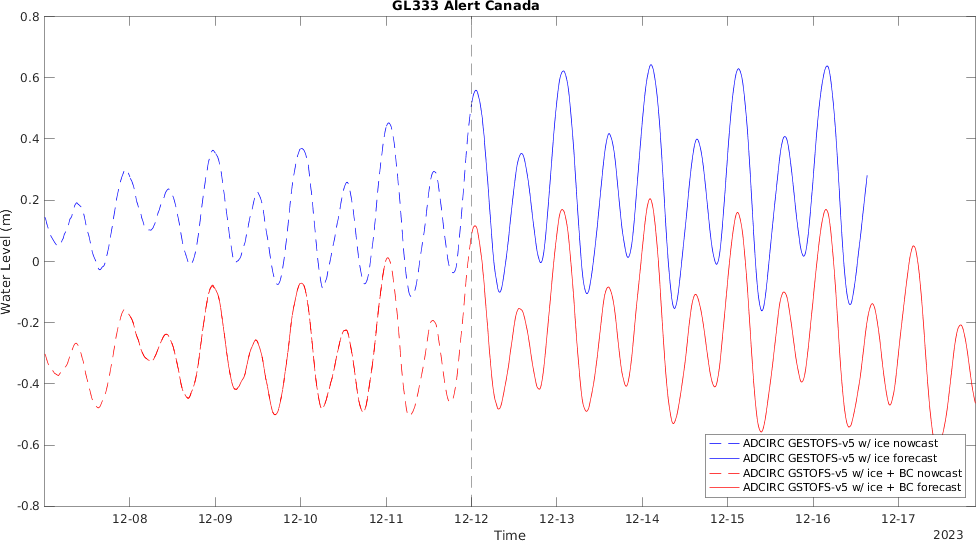 GL333 Alert Canada
0.8
0.6
0.4
0.2
0
-0.2
-0.4
-0.6
-0.8
Water Level (m)
ADCIRC GESTOFS-v5 w/ ice nowcast
ADCIRC GESTOFS-v5 w/ ice forecast
ADCIRC GSTOFS-v5 w/ ice + BC nowcast
ADCIRC GSTOFS-v5 w/ ice + BC forecast
12-08 12-09 12-10 12-11 12-12 12-13 12-14 12-15 12-16 12-17
Time
2023